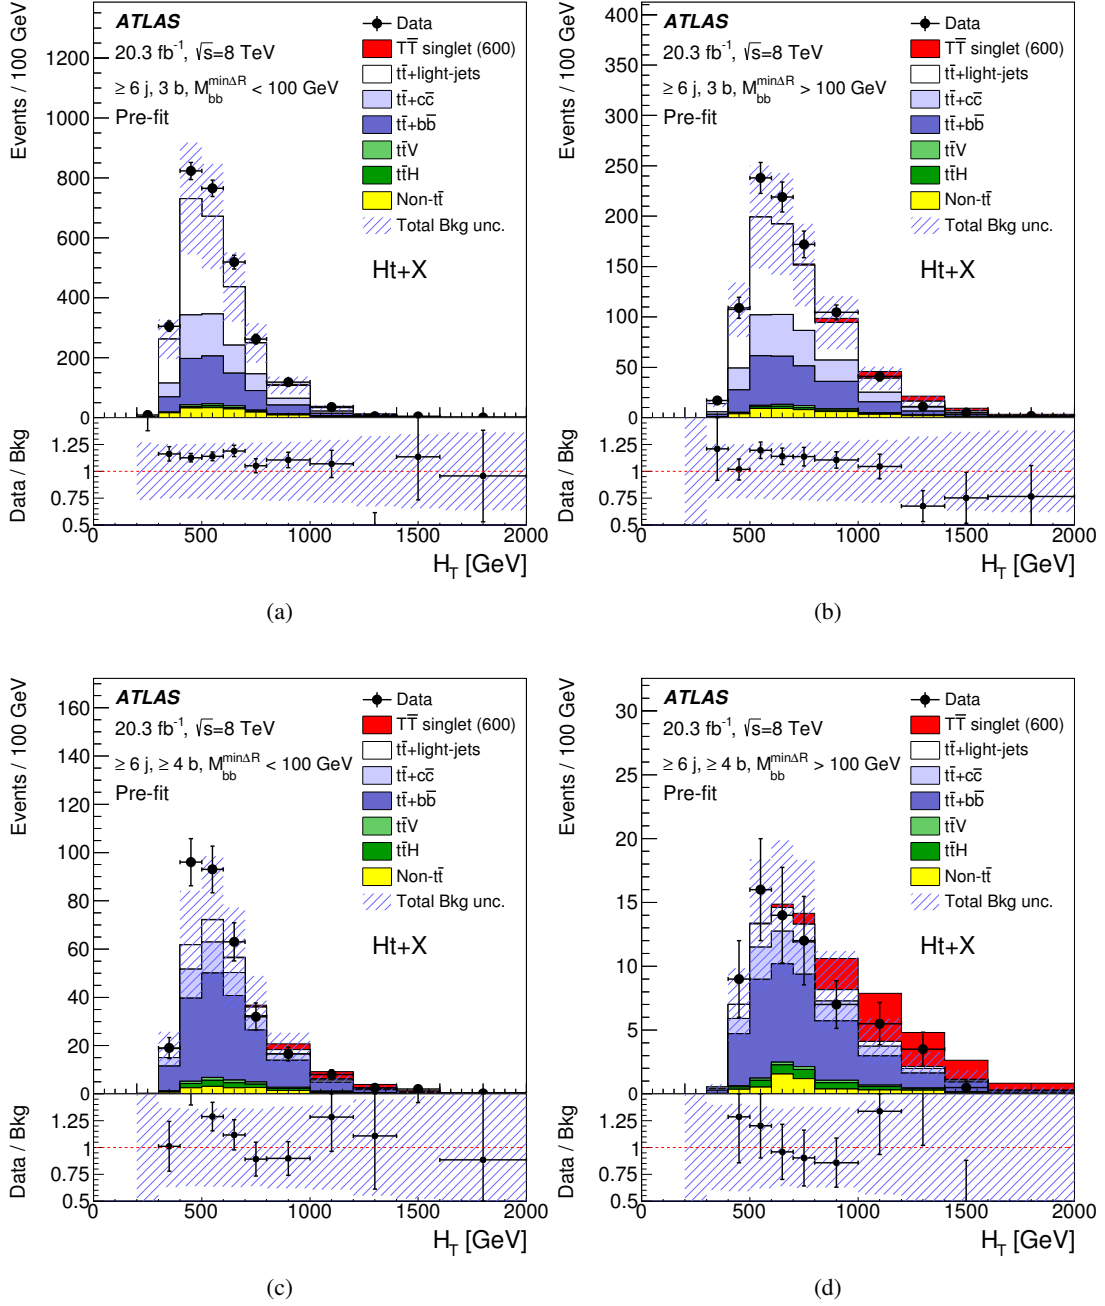 Events / 100 GeV
ATLAS
20.3 fb⁻¹, √s=8 TeV
≥ 6 j, 3 b, M_bb^minΔR < 100 GeV
Pre-fit
Data
TT̄ singlet (600)
tt̄+light-jets
tt̄+cc̄
tt̄+bb̄
tt̄V
tt̄H
Non-tt̄
Total Bkg unc.
Ht+X
1200
1000
800
600
400
200
0
Data / Bkg
1.25
1
0.75
0.5
0 500 1000 1500 2000
H_T [GeV]
(a)
Events / 100 GeV
ATLAS
20.3 fb⁻¹, √s=8 TeV
≥ 6 j, 3 b, M_bb^minΔR > 100 GeV
Pre-fit
Data
TT̄ singlet (600)
tt̄+light-jets
tt̄+cc̄
tt̄+bb̄
tt̄V
tt̄H
Non-tt̄
Total Bkg unc.
Ht+X
400
350
300
250
200
150
100
50
0
Data / Bkg
1.25
1
0.75
0.5
0 500 1000 1500 2000
H_T [GeV]
(b)
Events / 100 GeV
ATLAS
20.3 fb⁻¹, √s=8 TeV
≥ 6 j, ≥ 4 b, M_bb^minΔR < 100 GeV
Pre-fit
Data
TT̄ singlet (600)
tt̄+light-jets
tt̄+cc̄
tt̄+bb̄
tt̄V
tt̄H
Non-tt̄
Total Bkg unc.
Ht+X
160
140
120
100
80
60
40
20
0
Data / Bkg
1.25
1
0.75
0.5
0 500 1000 1500 2000
H_T [GeV]
(c)
Events / 100 GeV
ATLAS
20.3 fb⁻¹, √s=8 TeV
≥ 6 j, ≥ 4 b, M_bb^minΔR > 100 GeV
Pre-fit
Data
TT̄ singlet (600)
tt̄+light-jets
tt̄+cc̄
tt̄+bb̄
tt̄V
tt̄H
Non-tt̄
Total Bkg unc.
Ht+X
30
25
20
15
10
5
0
Data / Bkg
1.25
1
0.75
0.5
0 500 1000 1500 2000
H_T [GeV]
(d)